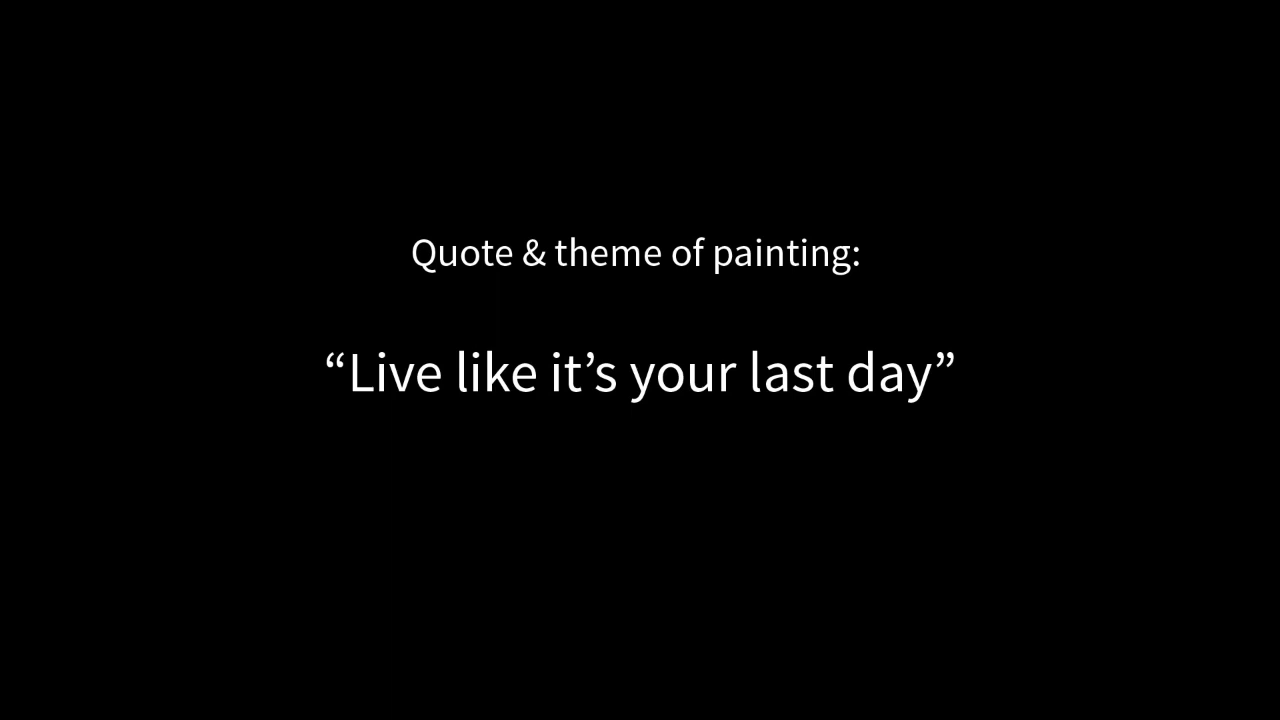 Quote & theme of painting:
“Live like it’s your last day”